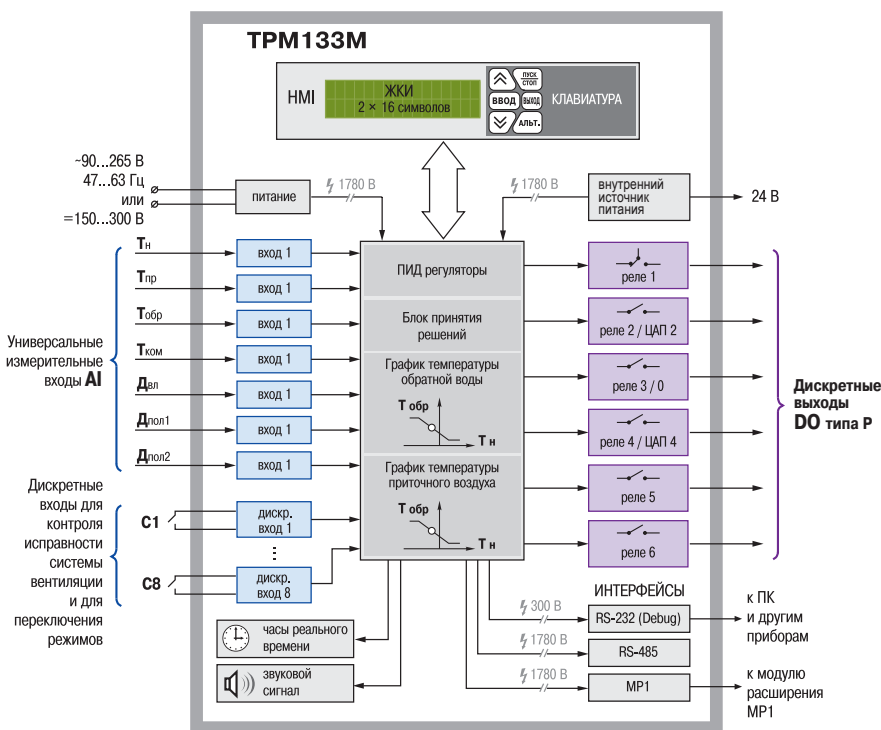 ТРМ133М
HMI
ЖКИ
2 × 16 символов
ПУСК
СТОП
ВВОД
ВЫХОД
АЛЬТ.
КЛАВИАТУРА
~90...265 В
47...63 Гц
или
=150...300 В
питание
1780 В
1780 В
внутренний
источник
питания
24 В
Универсальные
измерительные
входы AI
Тн
вход 1
Тпр
вход 1
Тобр
вход 1
Тком
вход 1
Двл
вход 1
Дпол1
вход 1
Дпол2
вход 1
ПИД регуляторы
Блок принятия
решений
График температуры
обратной воды
Т обр
Т н
График температуры
приточного воздуха
Т обр
Т н
реле 1
реле 2 / ЦАП 2
реле 3 / 0
реле 4 / ЦАП 4
реле 5
реле 6
Дискретные
выходы
DO типа Р
Дискретные
входы для
контроля
исправности
системы
вентиляции
и для
переключения
режимов
С1
дискр.
вход 1
С8
дискр.
вход 8
часы реального
времени
звуковой
сигнал
ИНТЕРФЕЙСЫ
300 В
RS-232 (Debug)
1780 В
RS-485
1780 В
МР1
к ПК
и другим
приборам
к модулю
расширения
МР1